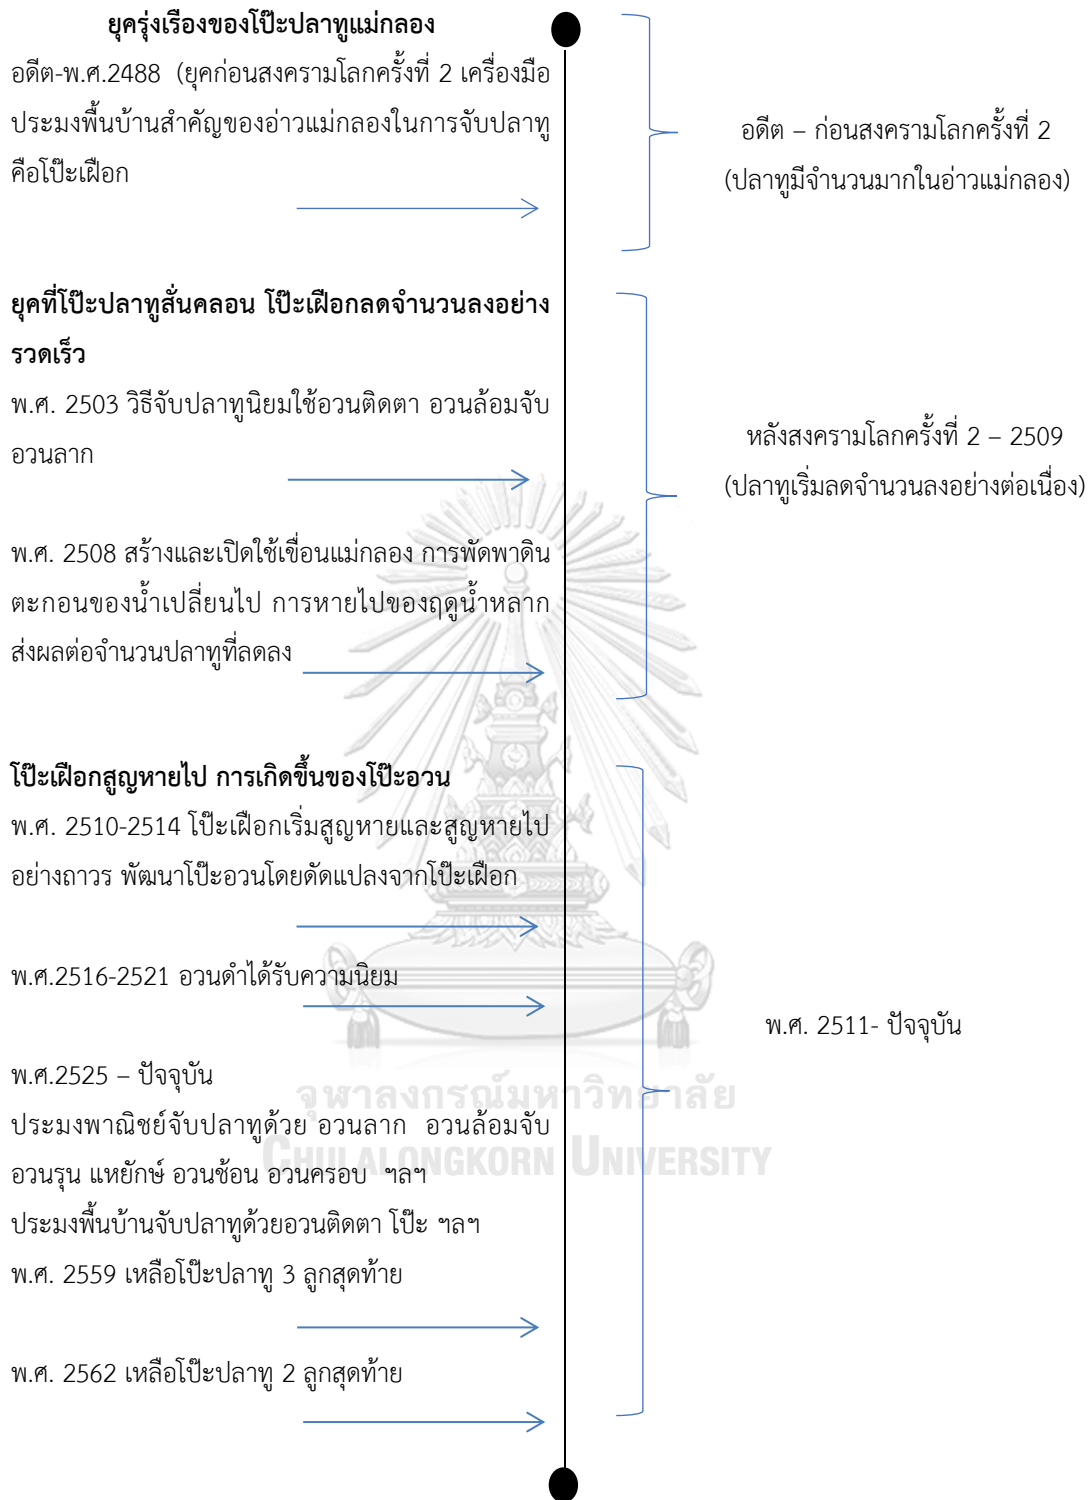 ยุครุ่งเรืองของโป๊ะปลาทูแม่กลอง
อดีต-พ.ศ.2488 (ยุคก่อนสงครามโลกครั้งที่ 2 เครื่องมือ
ประมงพื้นบ้านสำคัญของอ่าวแม่กลองในการจับปลาทู
คือโป๊ะเฝือก
อดีต – ก่อนสงครามโลกครั้งที่ 2
(ปลาทูมีจำนวนมากในอ่าวแม่กลอง)
ยุคที่โป๊ะปลาทูสั่นคลอน โป๊ะเฝือกลดจำนวนลงอย่าง
รวดเร็ว
พ.ศ. 2503 วิธีจับปลาทูนิยมใช้อวนติดตา อวนล้อมจับ
อวนลาก
หลังสงครามโลกครั้งที่ 2 – 2509
(ปลาทูเริ่มลดจำนวนลงอย่างต่อเนื่อง)
พ.ศ. 2508 สร้างและเปิดใช้เขื่อนแม่กลอง การพัดพาดิน
ตะกอนของน้ำเปลี่ยนไป การหายไปของฤดูน้ำหลาก
ส่งผลต่อจำนวนปลาทูที่ลดลง
โป๊ะเฝือกสูญหายไป การเกิดขึ้นของโป๊ะอวน
พ.ศ. 2510-2514 โป๊ะเฝือกเริ่มสูญหายและสูญหายไป
อย่างถาวร พัฒนาโป๊ะอวนโดยดัดแปลงจากโป๊ะเฝือก
พ.ศ.2516-2521 อวนดำได้รับความนิยม
พ.ศ. 2511- ปัจจุบัน
พ.ศ.2525 – ปัจจุบัน
ประมงพาณิชย์จับปลาทูด้วย อวนลาก อวนล้อมจับ
อวนรุน แหยักษ์ อวนช้อน อวนครอบ ฯลฯ
ประมงพื้นบ้านจับปลาทูด้วยอวนติดตา โป๊ะ ฯลฯ
พ.ศ. 2559 เหลือโป๊ะปลาทู 3 ลูกสุดท้าย
พ.ศ. 2562 เหลือโป๊ะปลาทู 2 ลูกสุดท้าย
จุฬาลงกรณ์มหาวิทยาลัย
CHULALONGKORN UNIVERSITY